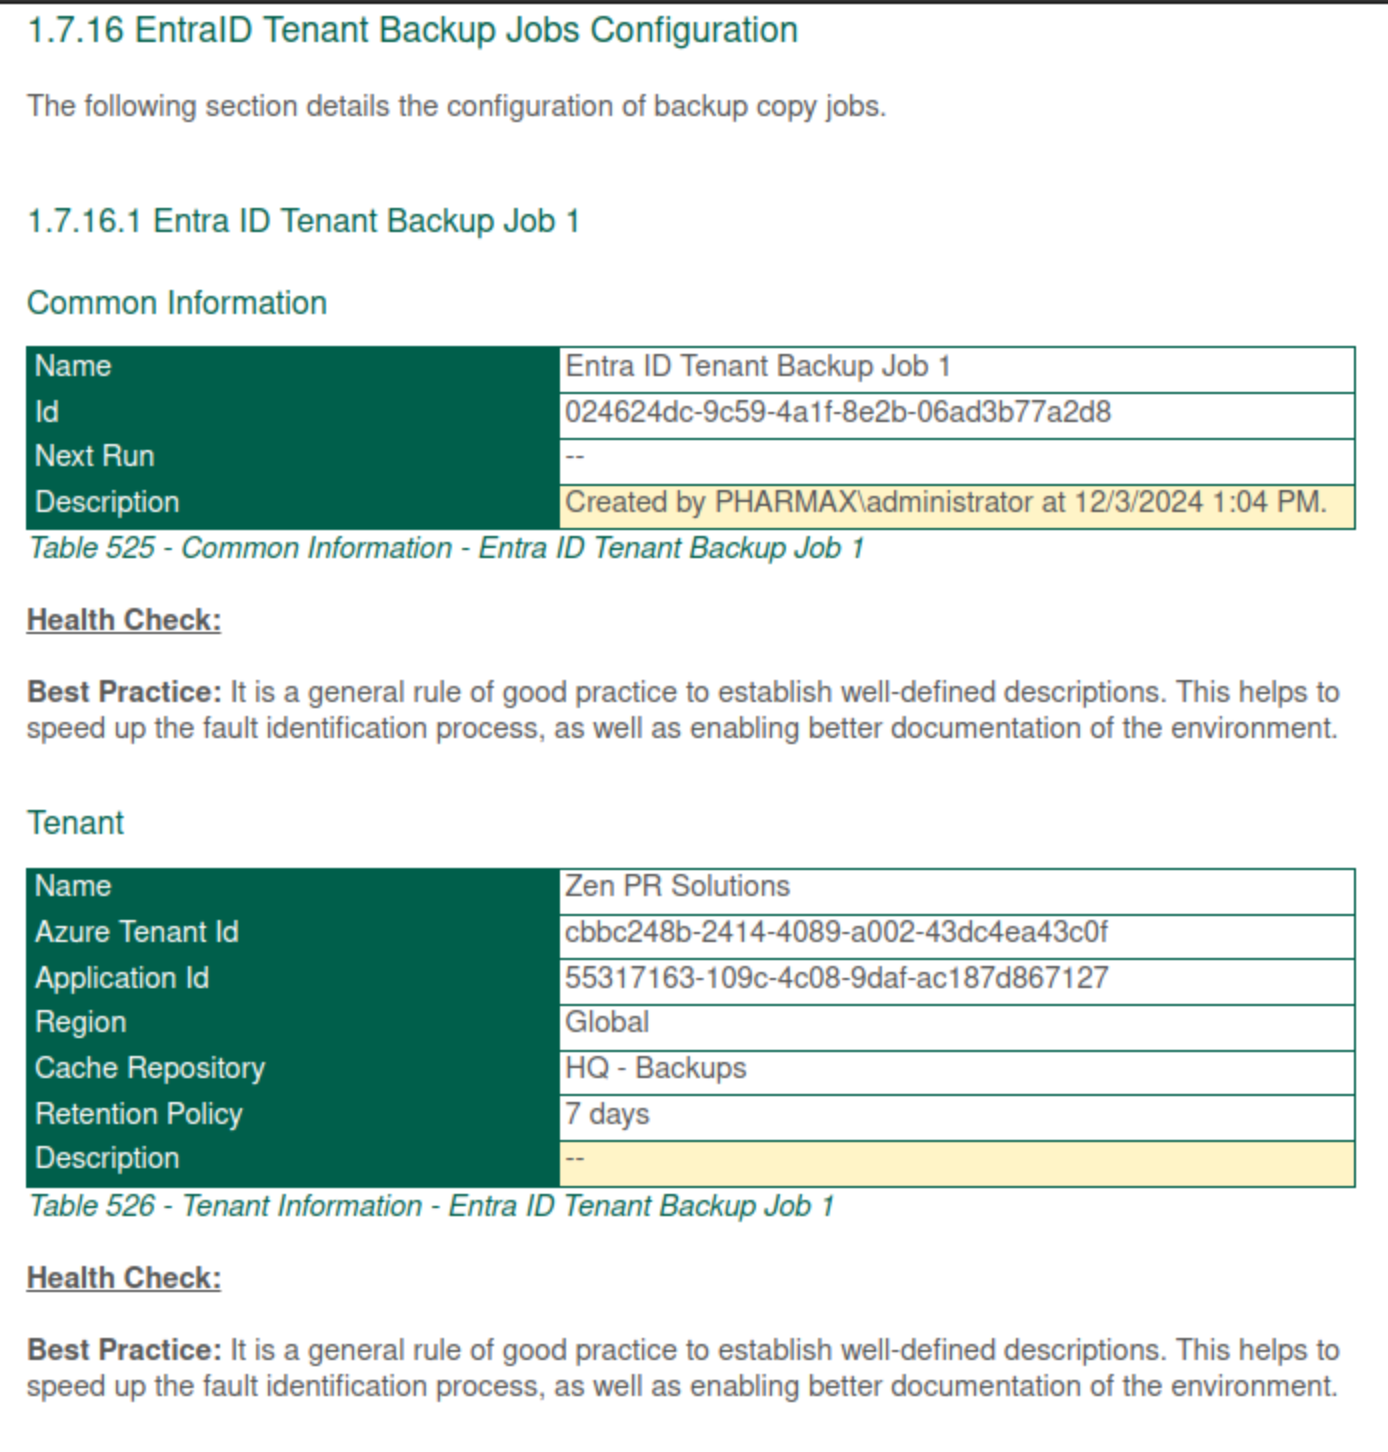 1.7.16 EntraID Tenant Backup Jobs Configuration
The following section details the configuration of backup copy jobs.
1.7.16.1 Entra ID Tenant Backup Job 1
Common Information
Name Entra ID Tenant Backup Job 1
Id 024624dc-9c59-4a1f-8e2b-06ad3b77a2d8
Next Run --
Description Created by PHARMAX\administrator at 12/3/2024 1:04 PM.
Table 525 - Common Information - Entra ID Tenant Backup Job 1
Health Check:
Best Practice: It is a general rule of good practice to establish well-defined descriptions. This helps to
speed up the fault identification process, as well as enabling better documentation of the environment.
Tenant
Name Zen PR Solutions
Azure Tenant Id cbbc248b-2414-4089-a002-43dc4ea43c0f
Application Id 55317163-109c-4c08-9daf-ac187d867127
Region Global
Cache Repository HQ - Backups
Retention Policy 7 days
Description --
Table 526 - Tenant Information - Entra ID Tenant Backup Job 1
Health Check:
Best Practice: It is a general rule of good practice to establish well-defined descriptions. This helps to
speed up the fault identification process, as well as enabling better documentation of the environment.